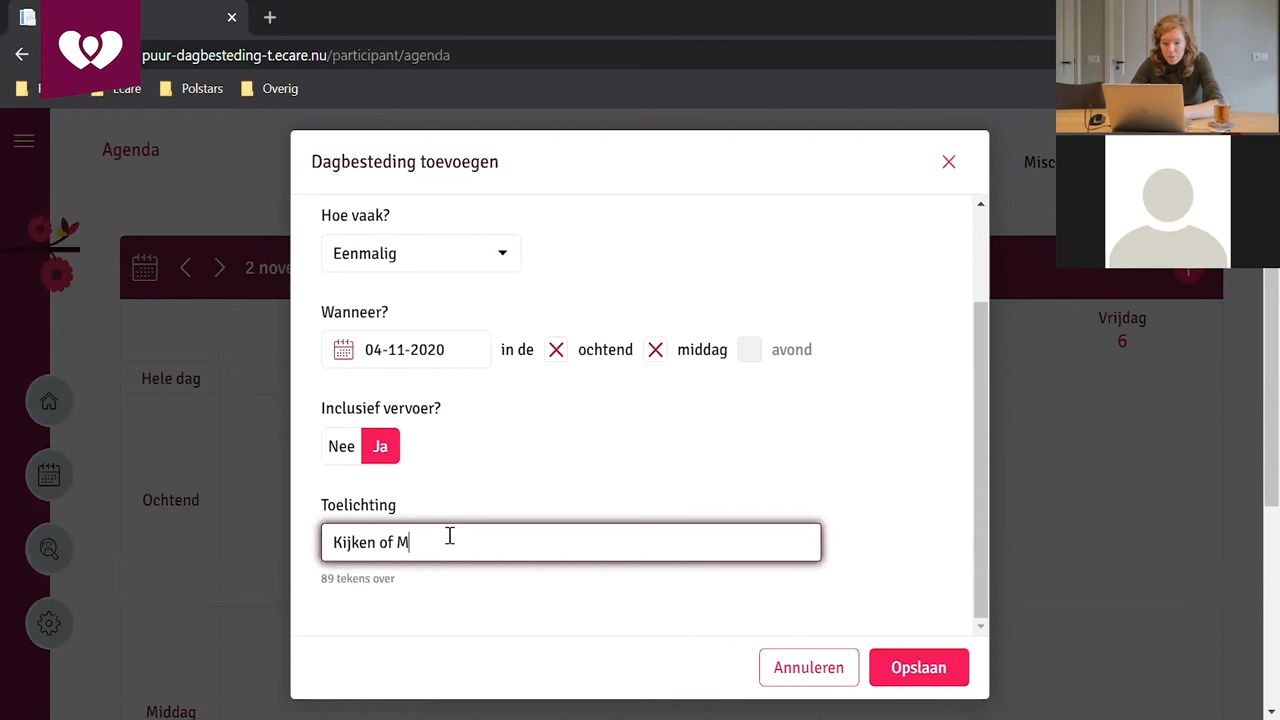 puur-dagbesteding-t.ecare.nu/participant/agenda
Ecare
Polstars
Overig
Agenda
Dagbesteding toevoegen
Misc
2 nove
Hoe vaak?
Eenmalig
Wanneer?
04-11-2020 in de ochtend middag avond
Vrijdag
6
Hele dag
Inclusief vervoer?
Nee Ja
Ochtend
Toelichting
Kijken of M
89 tekens over
Annuleren Opslaan
Middag